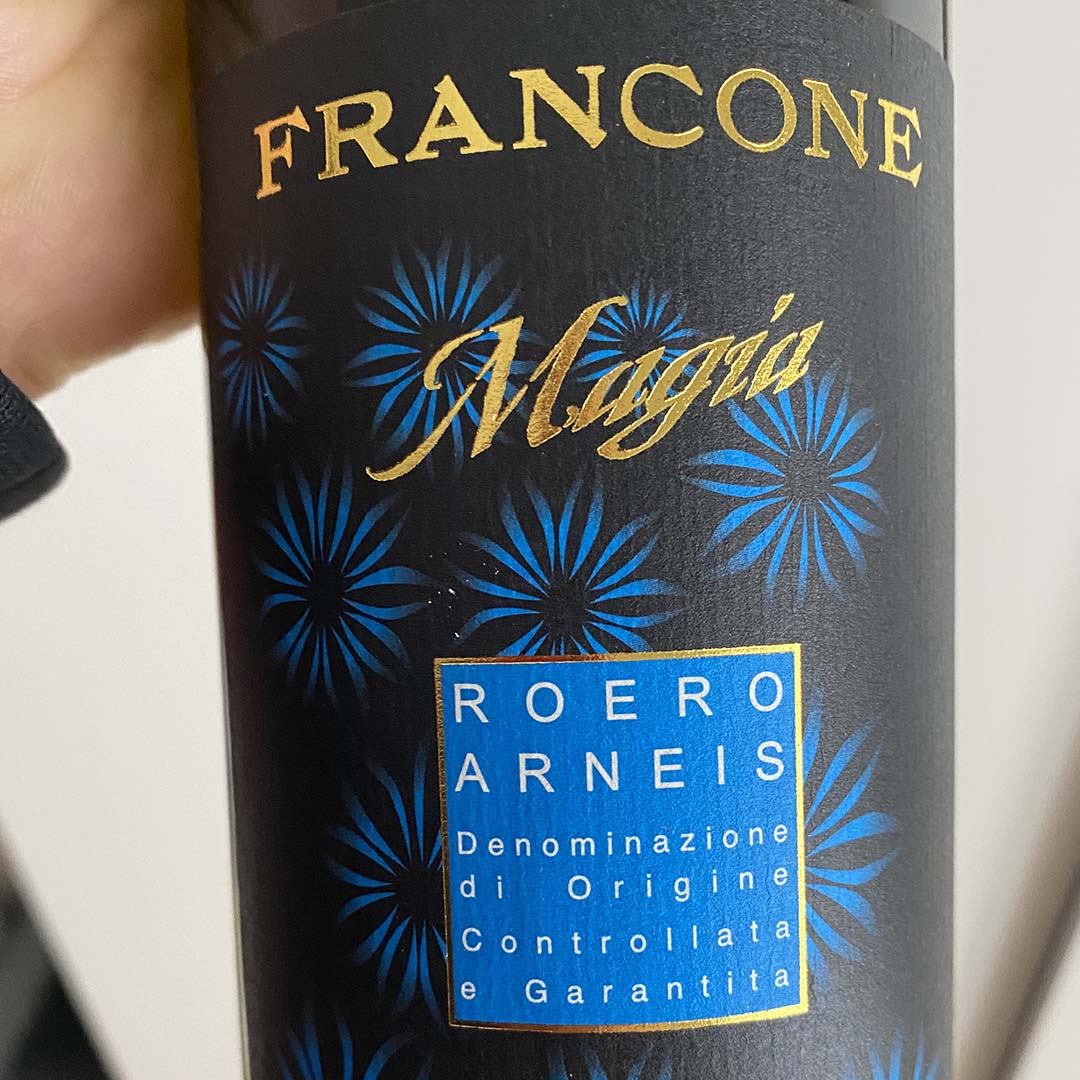 FRANCONE
Magia
ROERO
ARNEIS
Denominazione
di Origine
Controllata
e Garantita